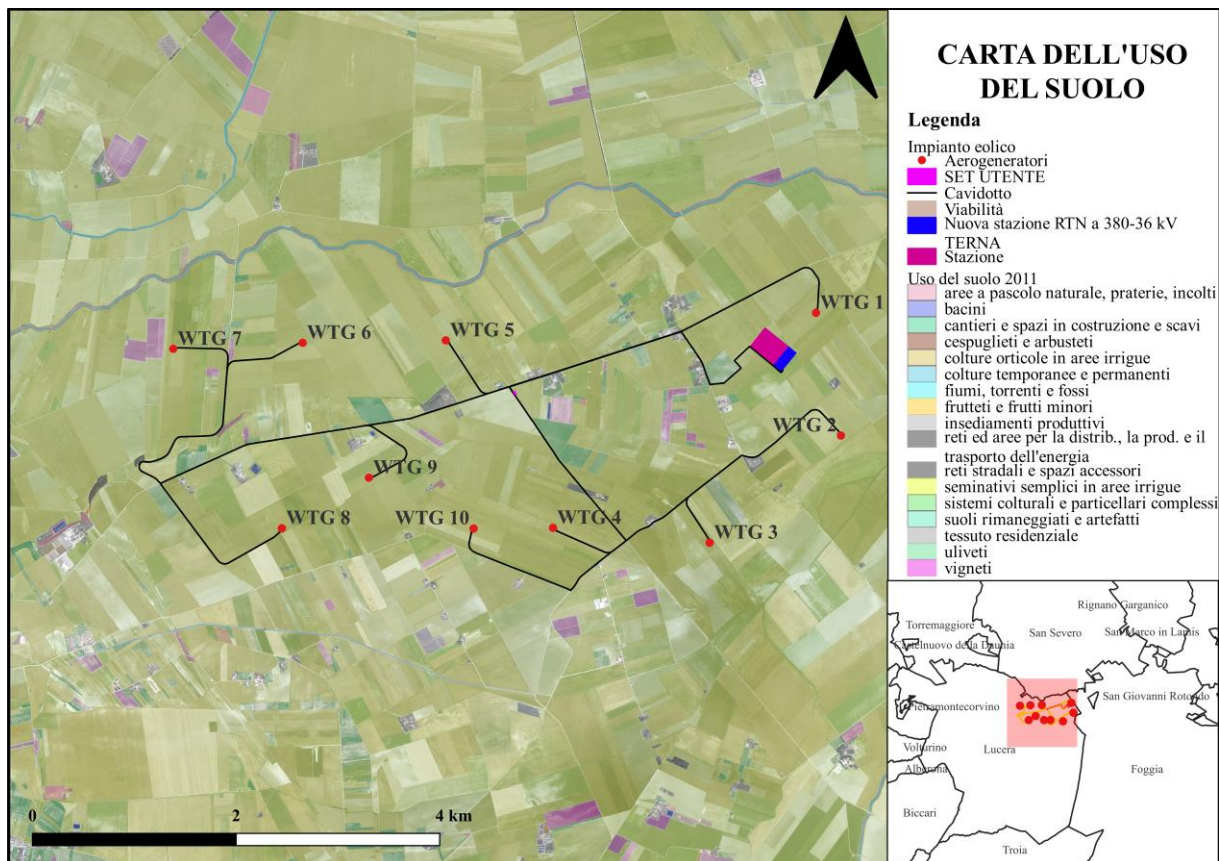 CARTA DELL'USO
DEL SUOLO
Legenda
Impianto eolico
Aerogeneratori
SET UTENTE
Cavidotto
Viabilità
Nuova stazione RTN a 380-36 kV
TERNA
Stazione
Uso del suolo 2011
aree a pascolo naturale, praterie, incolti
bacini
cantieri e spazi in costruzione e scavi
cespuglieti e arbusteti
colture orticole in aree irrigue
colture temporanee e permanenti
fiumi, torrenti e fossi
frutteti e frutti minori
insediamenti produttivi
reti ed aree per la distrib., la prod. e il
trasporto dell'energia
reti stradali e spazi accessori
seminativi semplici in aree irrigue
sistemi colturali e particellari complessi
suoli rimaneggiati e artefatti
tessuto residenziale
uliveti
vigneti
WTG 1
WTG 7
WTG 6
WTG 5
WTG 2
WTG 9
WTG 8
WTG 10
WTG 4
WTG 3
0
2
4 km
Rignano Garganico
Torremaggiore
San Severo
San Marco in Lamis
Castelnuovo della Daunia
San Giovanni Rotondo
Pietramontecorvino
Volturino
Lucera
Alberona
Foggia
Biccari
Troia